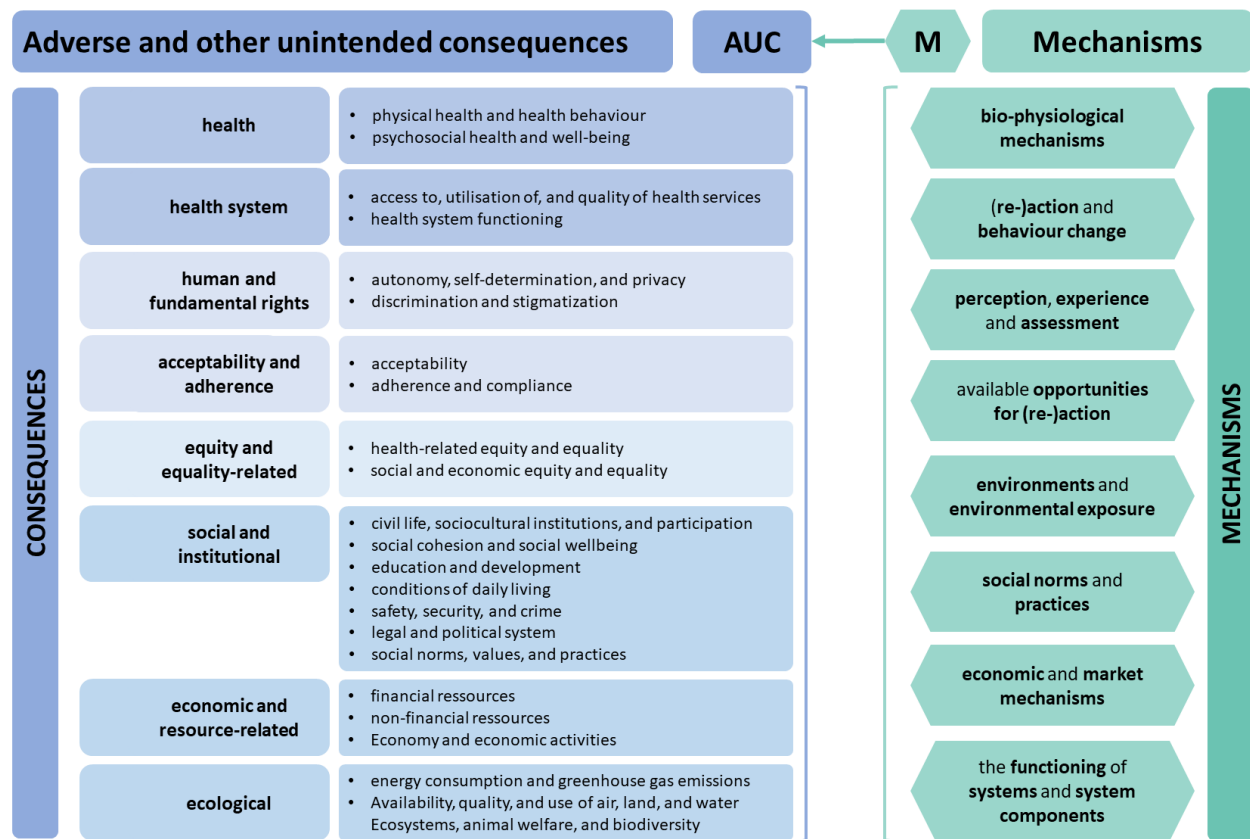 Adverse and other unintended consequences
AUC
M
Mechanisms
CONSEQUENCES
health
• physical health and health behaviour
• psychosocial health and well-being
health system
• access to, utilisation of, and quality of health services
• health system functioning
human and
fundamental rights
• autonomy, self-determination, and privacy
• discrimination and stigmatization
acceptability and
adherence
• acceptability
• adherence and compliance
equity and
equality-related
• health-related equity and equality
• social and economic equity and equality
social and
institutional
• civil life, sociocultural institutions, and participation
• social cohesion and social wellbeing
• education and development
• conditions of daily living
• safety, security, and crime
• legal and political system
• social norms, values, and practices
economic and
resource-related
• financial ressources
• non-financial ressources
• Economy and economic activities
ecological
• energy consumption and greenhouse gas emissions
• Availability, quality, and use of air, land, and water
Ecosystems, animal welfare, and biodiversity
bio-physiological
mechanisms
(re-)action and
behaviour change
perception, experience
and assessment
available opportunities
for (re-)action
environments and
environmental exposure
social norms and
practices
economic and market
mechanisms
the functioning of
systems and system
components
MECHANISMS